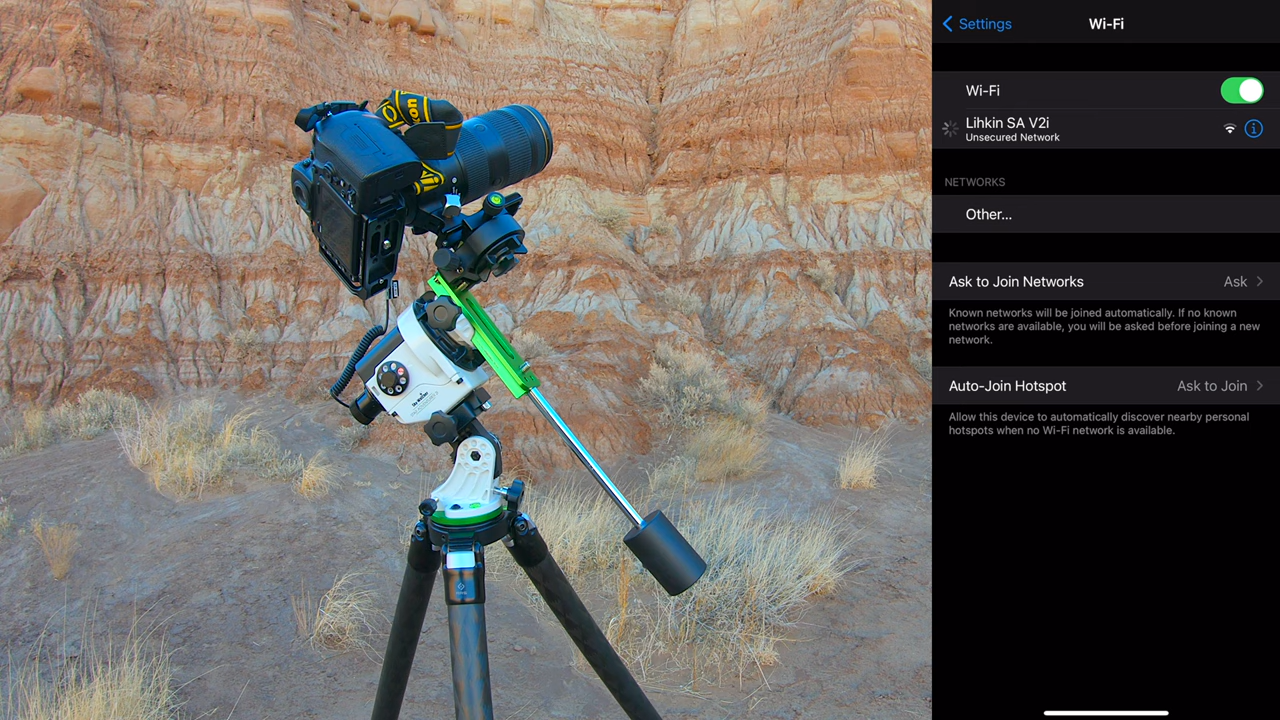 Settings
Wi-Fi
Wi-Fi
Lihkin SA V2i
Unsecured Network
NETWORKS
Other...
Ask to Join Networks
Ask
Known networks will be joined automatically. If no known
networks are available, you will be asked before joining a new
network.
Auto-Join Hotspot
Ask to Join
Allow this device to automatically discover nearby personal
hotspots when no Wi-Fi network is available.